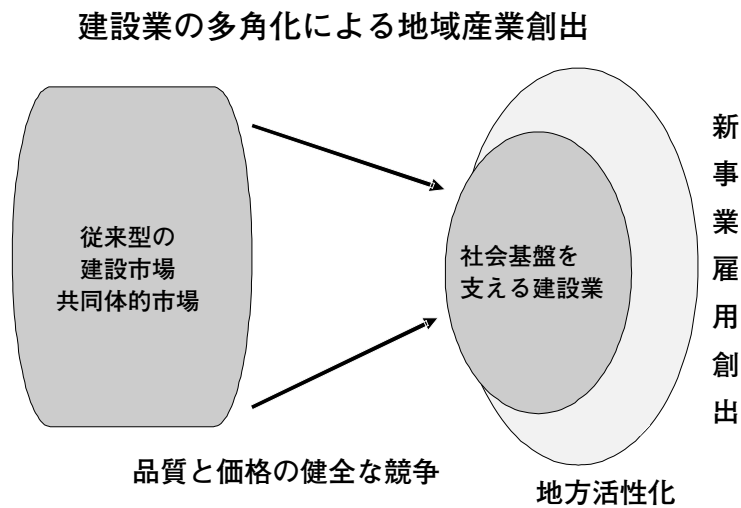 建設業の多角化による地域産業創出
従来型の
建設市場
共同体的市場
社会基盤を
支える建設業
新事業雇用創出
品質と価格の健全な競争
地方活性化